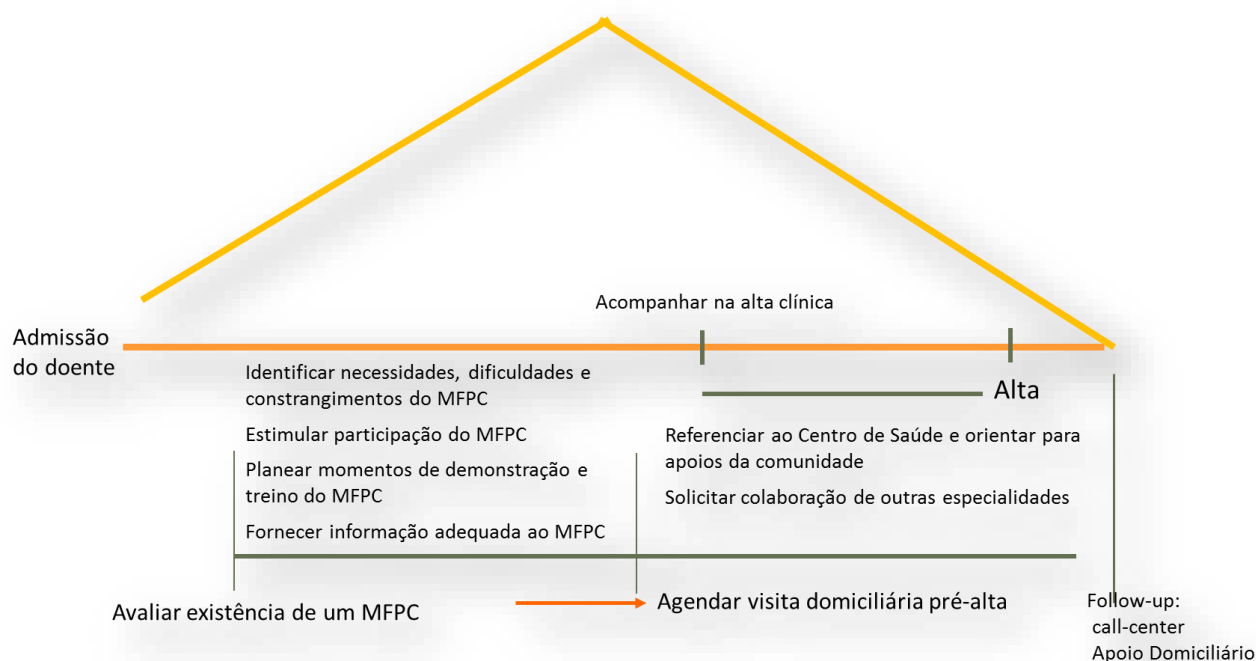 Acompanhar na alta clínica
Admissão
do doente
Identificar necessidades, dificuldades e
constrangimentos do MFPC
Estimular participação do MFPC
Planear momentos de demonstração e
treino do MFPC
Fornecer informação adequada ao MFPC
Alta
Referenciar ao Centro de Saúde e orientar para
apoios da comunidade
Solicitar colaboração de outras especialidades
Avaliar existência de um MFPC
Agendar visita domiciliária pré-alta
Follow-up:
call-center
Apoio Domiciliário